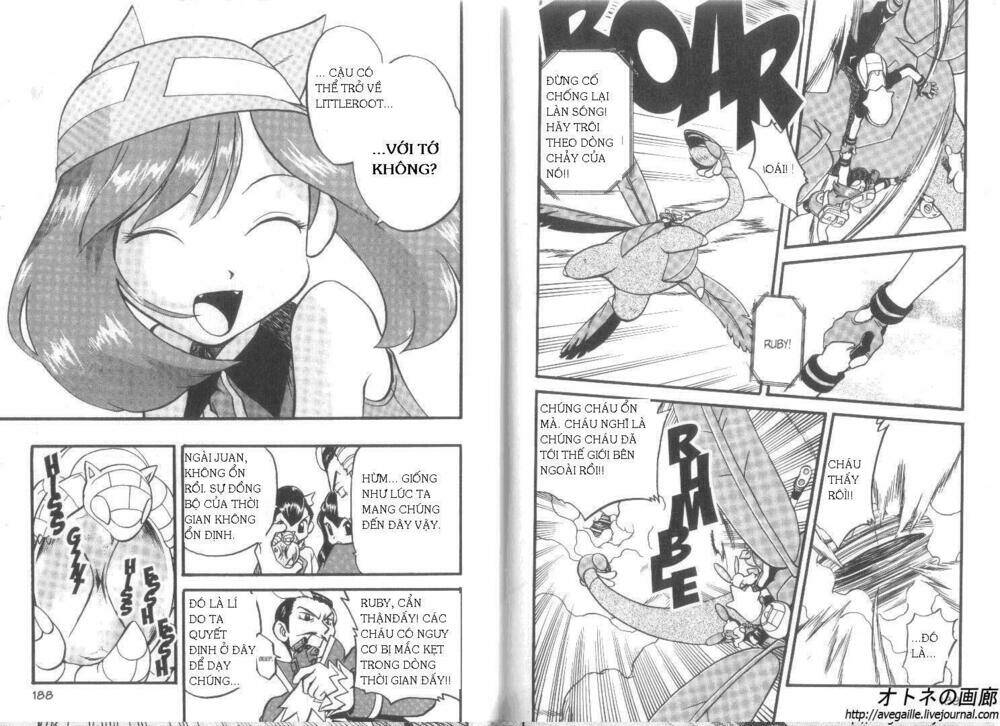 ROAR
ĐỪNG CỐ
CHỐNG LẠI
LÀN SÓNG!
HÃY TRÔI
THEO DÒNG
CHẢY CỦA
NÓ!!
OÁI!!
RUBY!
CHÚNG CHÁU ỔN
MÀ. CHÁU NGHĨ LÀ
CHÚNG CHÁU ĐÃ
TỚI THẾ GIỚI BÊN
NGOÀI RỒI!!
RHMBLE
CHÁU
THẤY
RỒI!!
...ĐÓ
LÀ...
... CẬU CÓ
THỂ TRỞ VỀ
LITTLEROOT...
...VỚI TỚ
KHÔNG?
HISS
HISS
ESH
ESH
NGÀI JUAN,
KHÔNG ỔN
RỒI. SỰ ĐỒNG
BỘ CỦA THỜI
GIAN KHÔNG
ỔN ĐỊNH.
HỪM... GIỐNG
NHƯ LÚC TA
MANG CHÚNG
ĐẾN ĐÂY VẬY.
ĐÓ LÀ LÍ
DO TA
QUYẾT
ĐỊNH Ở ĐÂY
ĐỂ DẠY
CHÚNG.
RUBY, CẨN
THẬNĐẤY! CÁC
CHÁU CÓ NGUY
CƠ BỊ MẮC KẸT
TRONG DÒNG
THỜI GIAN ĐẤY!!
188
オトネの画廊
http://avegaille.livejournal.com/